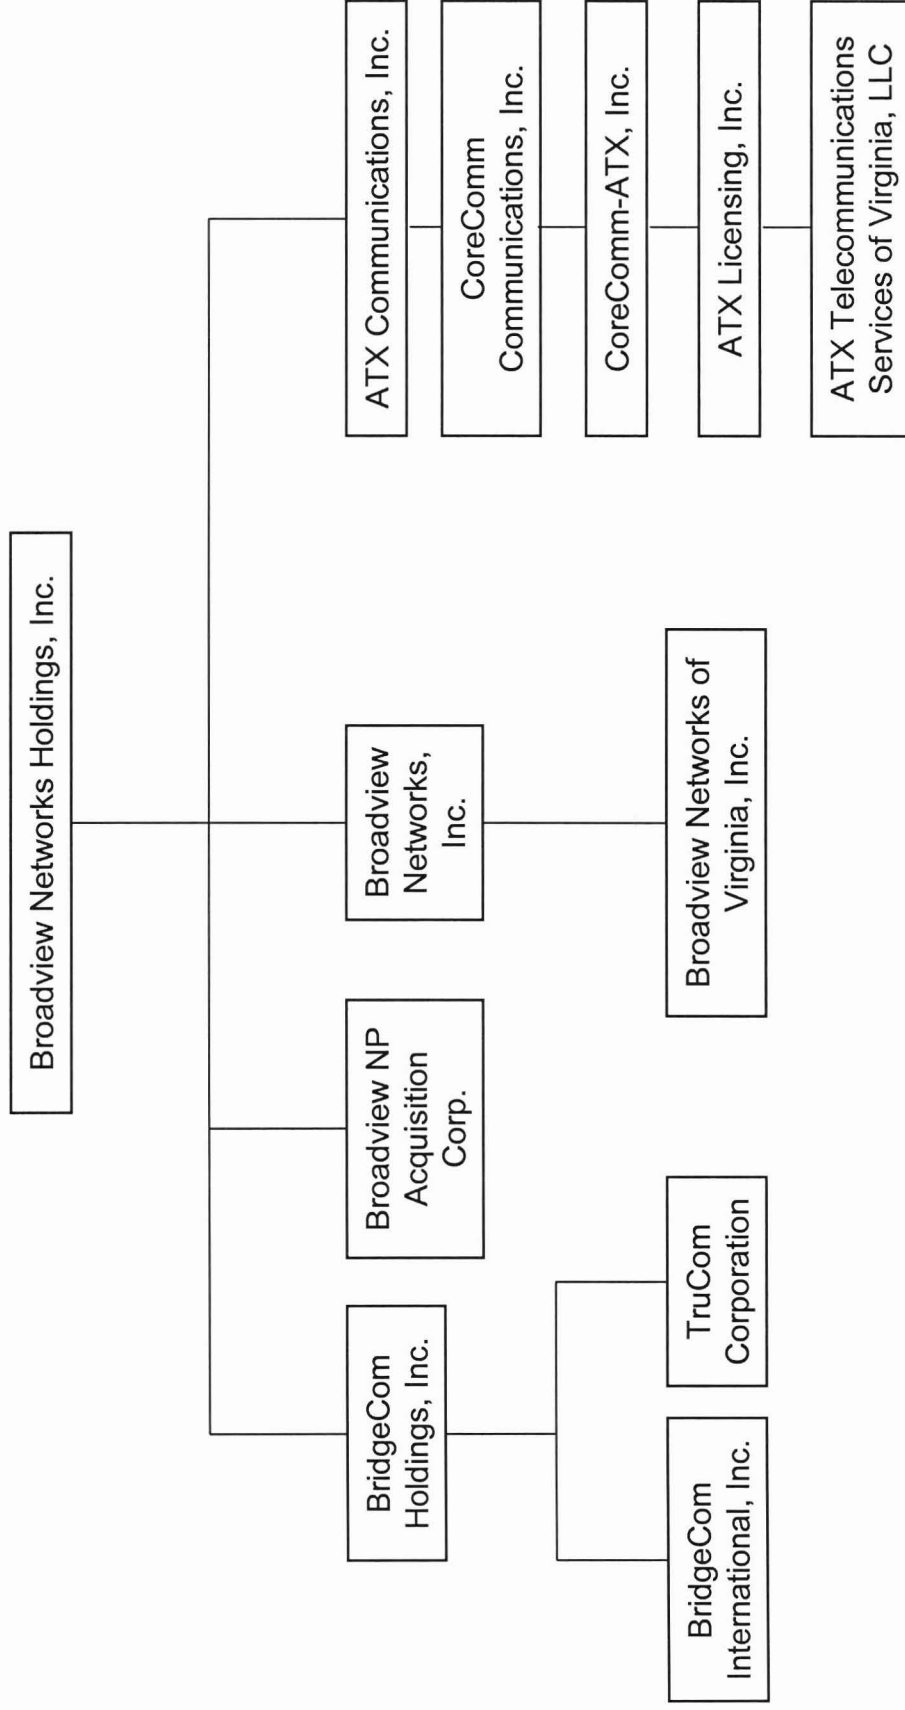 Broadview Networks Holdings, Inc.
BridgeCom
Holdings, Inc.
Broadview NP
Acquisition
Corp.
Broadview
Networks,
Inc.
ATX Communications, Inc.
CoreComm
Communications, Inc.
CoreComm-ATX, Inc.
ATX Licensing, Inc.
ATX Telecommunications
Services of Virginia, LLC
BridgeCom
International, Inc.
TruCom
Corporation
Broadview Networks of
Virginia, Inc.